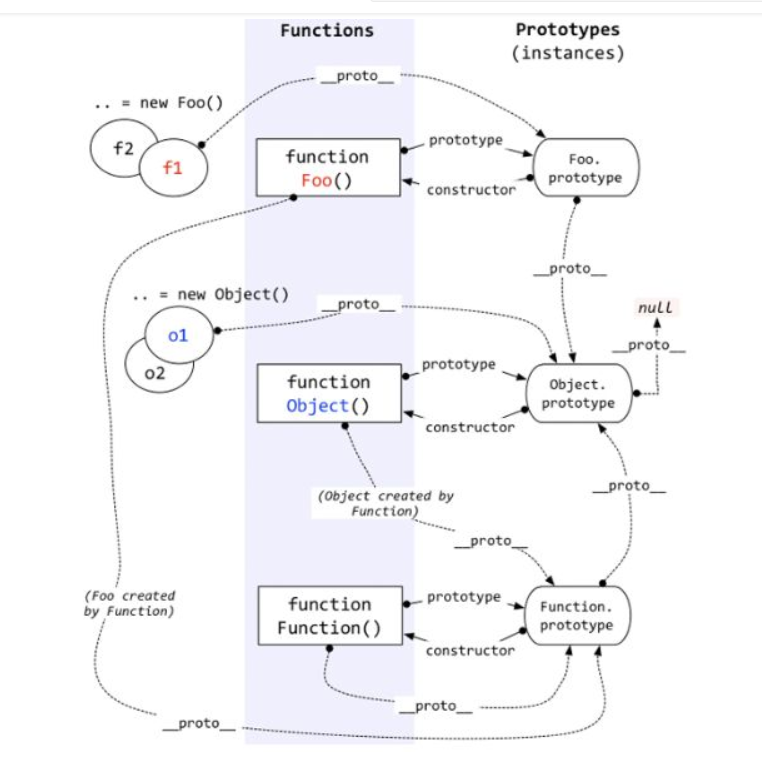 Functions
Prototypes
(instances)
__proto__
.. = new Foo()
f2
f1
function
Foo()
prototype
constructor
Foo.
prototype
__proto__
.. = new Object()
__proto__
null
__proto__
o1
o2
function
Object()
prototype
constructor
Object.
prototype
(Object created by
Function)
__proto__
__proto__
(Foo created
by Function)
function
Function()
prototype
constructor
Function.
prototype
__proto__
__proto__